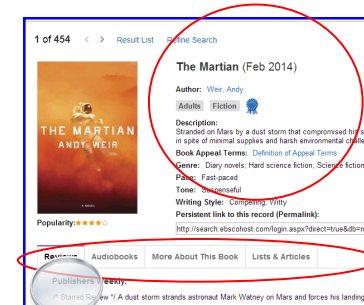 1 of 454 < > Result List Refine Search
The Martian (Feb 2014)
Author: Weir, Andy
Adults Fiction
Description:
Stranded on Mars by a dust storm that compromised his s
in spite of minimal supplies and harsh environmental challe
Book Appeal Terms: Definition of Appeal Terms
Genre: Diary novels; Hard science fiction; Science fiction
Pace: Fast-paced
Tone: Suspenseful
Writing Style: Compelling; Witty
Persistent link to this record (Permalink):
http://search.ebscohost.com/login.aspx?direct=true&db=n
THE MARTIAN
ANDY WEIR
A NOVEL
Popularity:
Reviews Audiobooks More About This Book Lists & Articles
Publishers Weekly:
/* Starred Review */ A dust storm strands astronaut Mark Watney on Mars and forces his landing